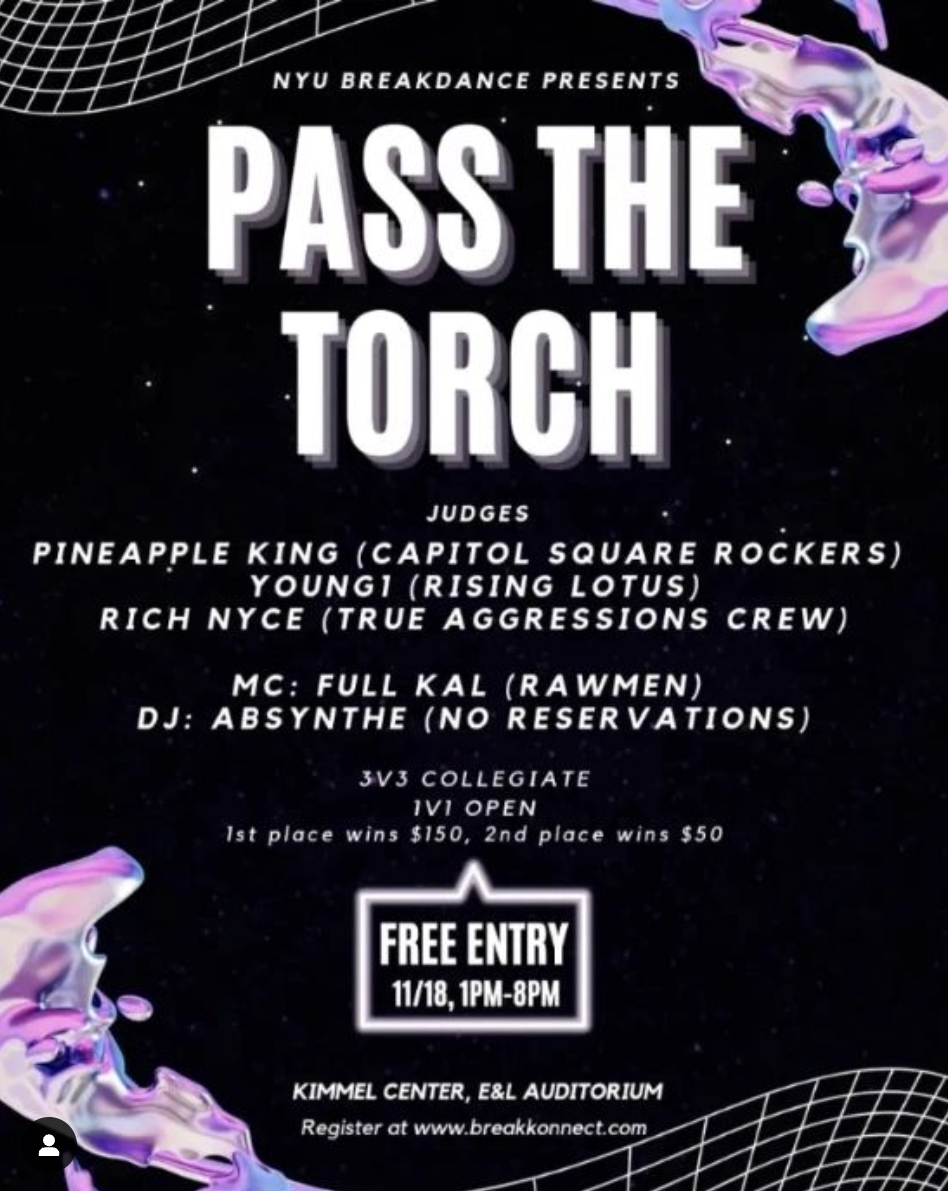 NYU BREAKDANCE PRESENTS
PASS THE
TORCH
JUDGES
PINEAPPLE KING (CAPITOL SQUARE ROCKERS)
YOUNG1 (RISING LOTUS)
RICH NYCE (TRUE AGGRESSIONS CREW)
MC: FULL KAL (RAWMEN)
DJ: ABSYNTHE (NO RESERVATIONS)
3V3 COLLEGIATE
1V1 OPEN
1st place wins $150, 2nd place wins $50
FREE ENTRY
11/18, 1PM-8PM
KIMMEL CENTER, E&L AUDITORIUM
Register at www.breakkonnect.com